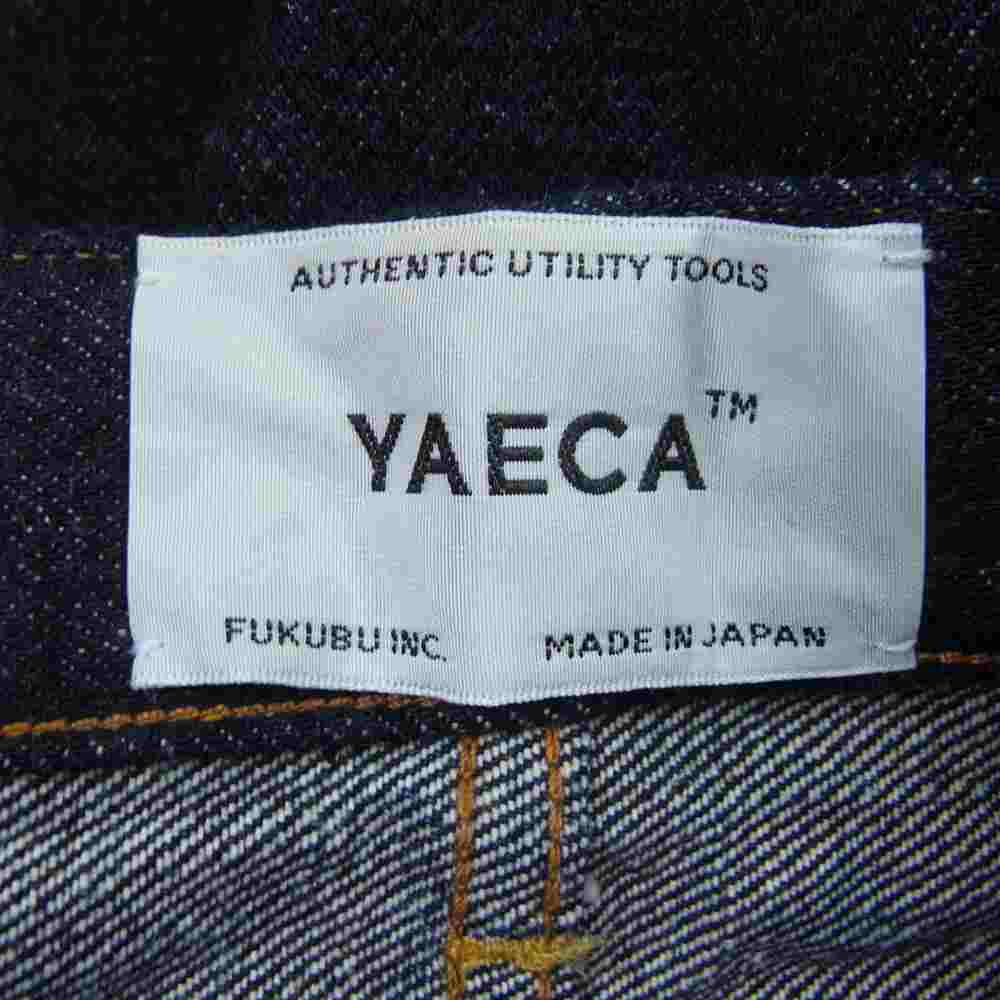 AUTHENTIC UTILITY TOOLS
YAECA™
FUKUBU INC. MADE IN JAPAN